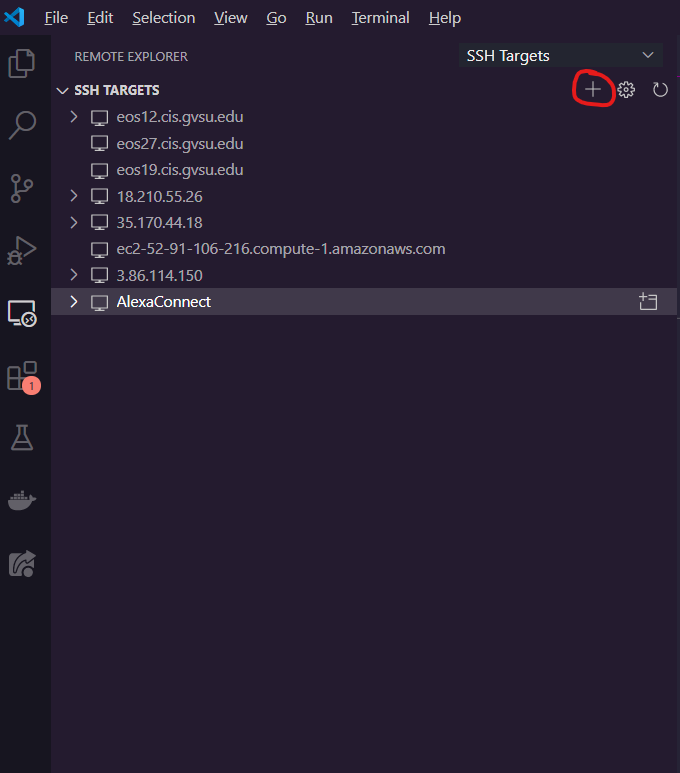 File Edit Selection View Go Run Terminal Help
REMOTE EXPLORER SSH Targets
SSH TARGETS
eos12.cis.gvsu.edu
eos27.cis.gvsu.edu
eos19.cis.gvsu.edu
18.210.55.26
35.170.44.18
ec2-52-91-106-216.compute-1.amazonaws.com
3.86.114.150
AlexaConnect
1